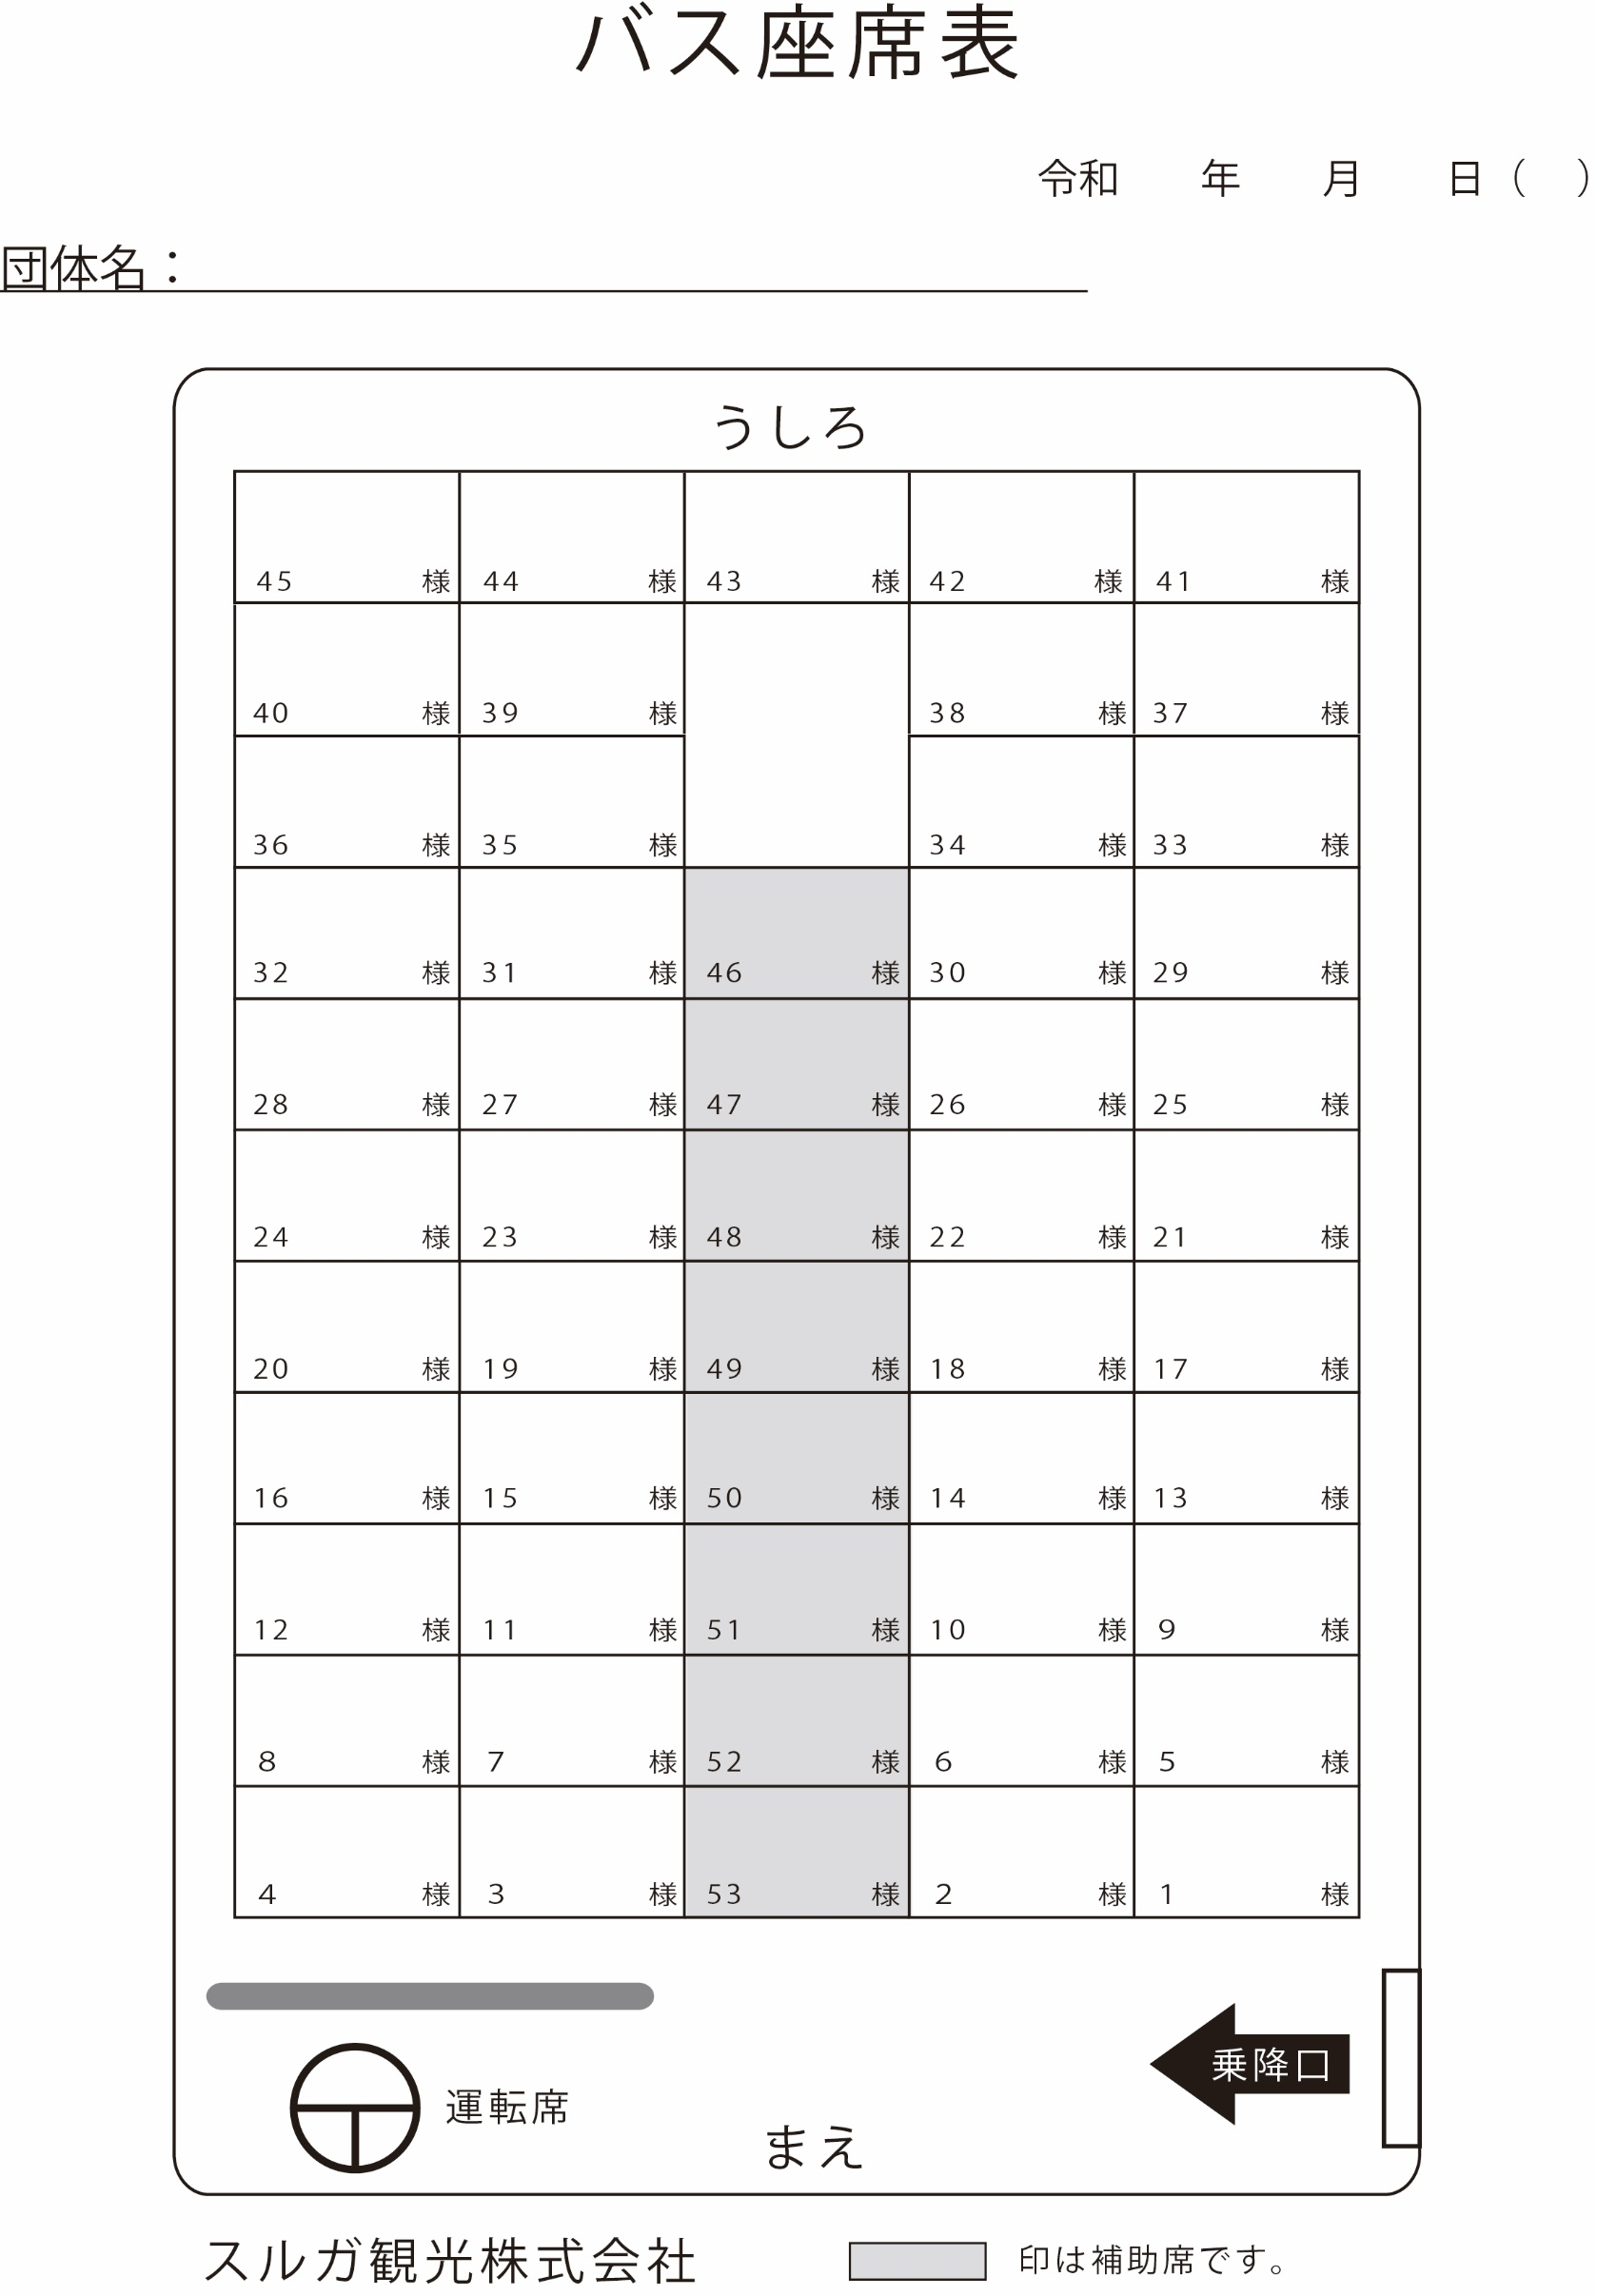 バス座席表
令和 年 月 日（ ）
団体名：
うしろ
45 様 44 様 43 様 42 様 41 様
40 様 39 様 38 様 37 様
36 様 35 様 34 様 33 様
32 様 31 様 46 様 30 様 29 様
28 様 27 様 47 様 26 様 25 様
24 様 23 様 48 様 22 様 21 様
20 様 19 様 49 様 18 様 17 様
16 様 15 様 50 様 14 様 13 様
12 様 11 様 51 様 10 様 9 様
8 様 7 様 52 様 6 様 5 様
4 様 3 様 53 様 2 様 1 様
乗降口
運転席
まえ
スルガ観光株式会社 印は補助席です。